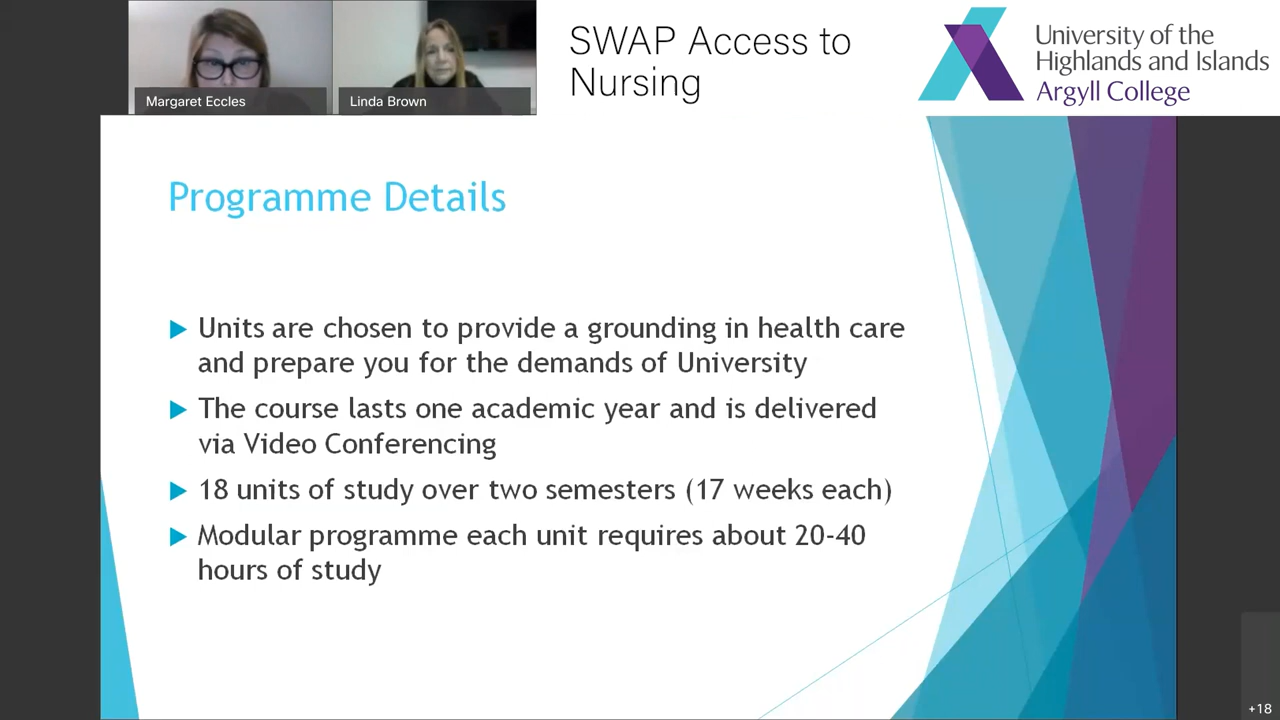 Margaret Eccles
Linda Brown
SWAP Access to
Nursing
University of the
Highlands and Islands
Argyll College
Programme Details
Units are chosen to provide a grounding in health care
and prepare you for the demands of University
The course lasts one academic year and is delivered
via Video Conferencing
18 units of study over two semesters (17 weeks each)
Modular programme each unit requires about 20-40
hours of study
+18